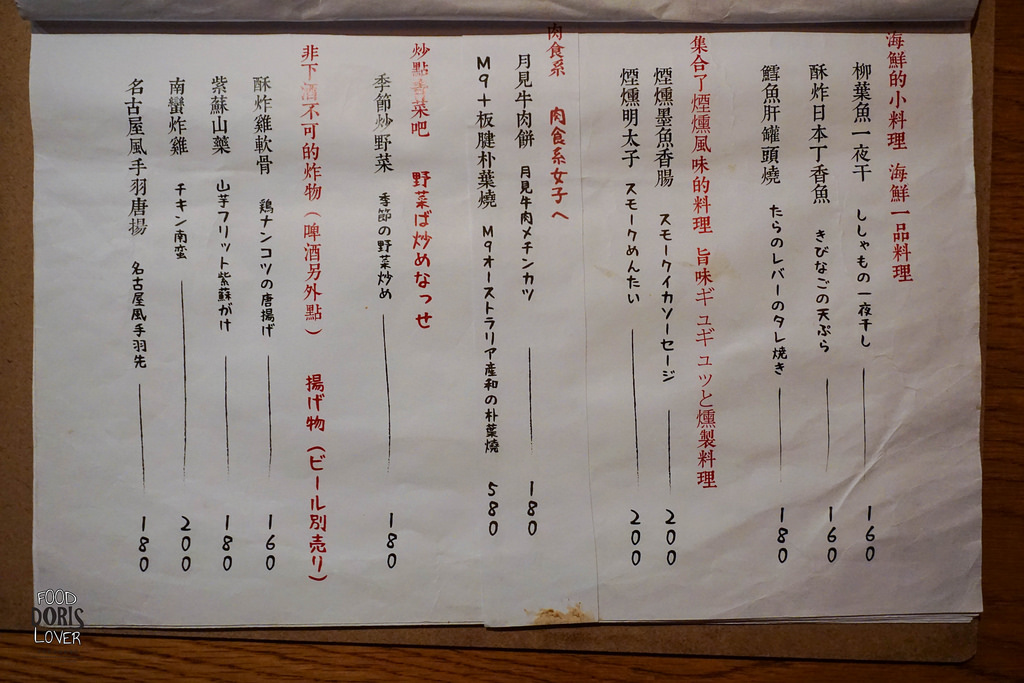 海鮮的小料理 海鮮一品料理
柳葉魚一夜干 ししゃもの一夜干し 160
酥炸日本丁香魚 きびなごの天ぷら 160
鱈魚肝罐頭燒 たらのレバーのタレ焼き 180
集合了煙燻風味的料理 旨味ギュギュッと燻製料理
煙燻墨魚香腸 スモークイカソーセージ 200
煙燻明太子 スモークめんたい 200
肉食系 肉食系女子へ
月見牛肉餅 月見牛肉メチンカツ 180
M9+板腱朴葉燒 M9オーストラリア産和の朴葉燒 580
炒點青菜吧 野菜ば炒めなっせ
季節炒野菜 季節の野菜炒め 180
非下酒不可的炸物(啤酒另外點) 揚げ物(ビール別売り)
酥炸雞軟骨 鶏ナンコツの唐揚げ 160
紫蘇山藥 山芋フリット紫蘇がけ 180
南蠻炸雞 チキン南蛮 200
名古屋風手羽唐揚 名古屋風手羽先 180
FOOD
DORIS
LOVER